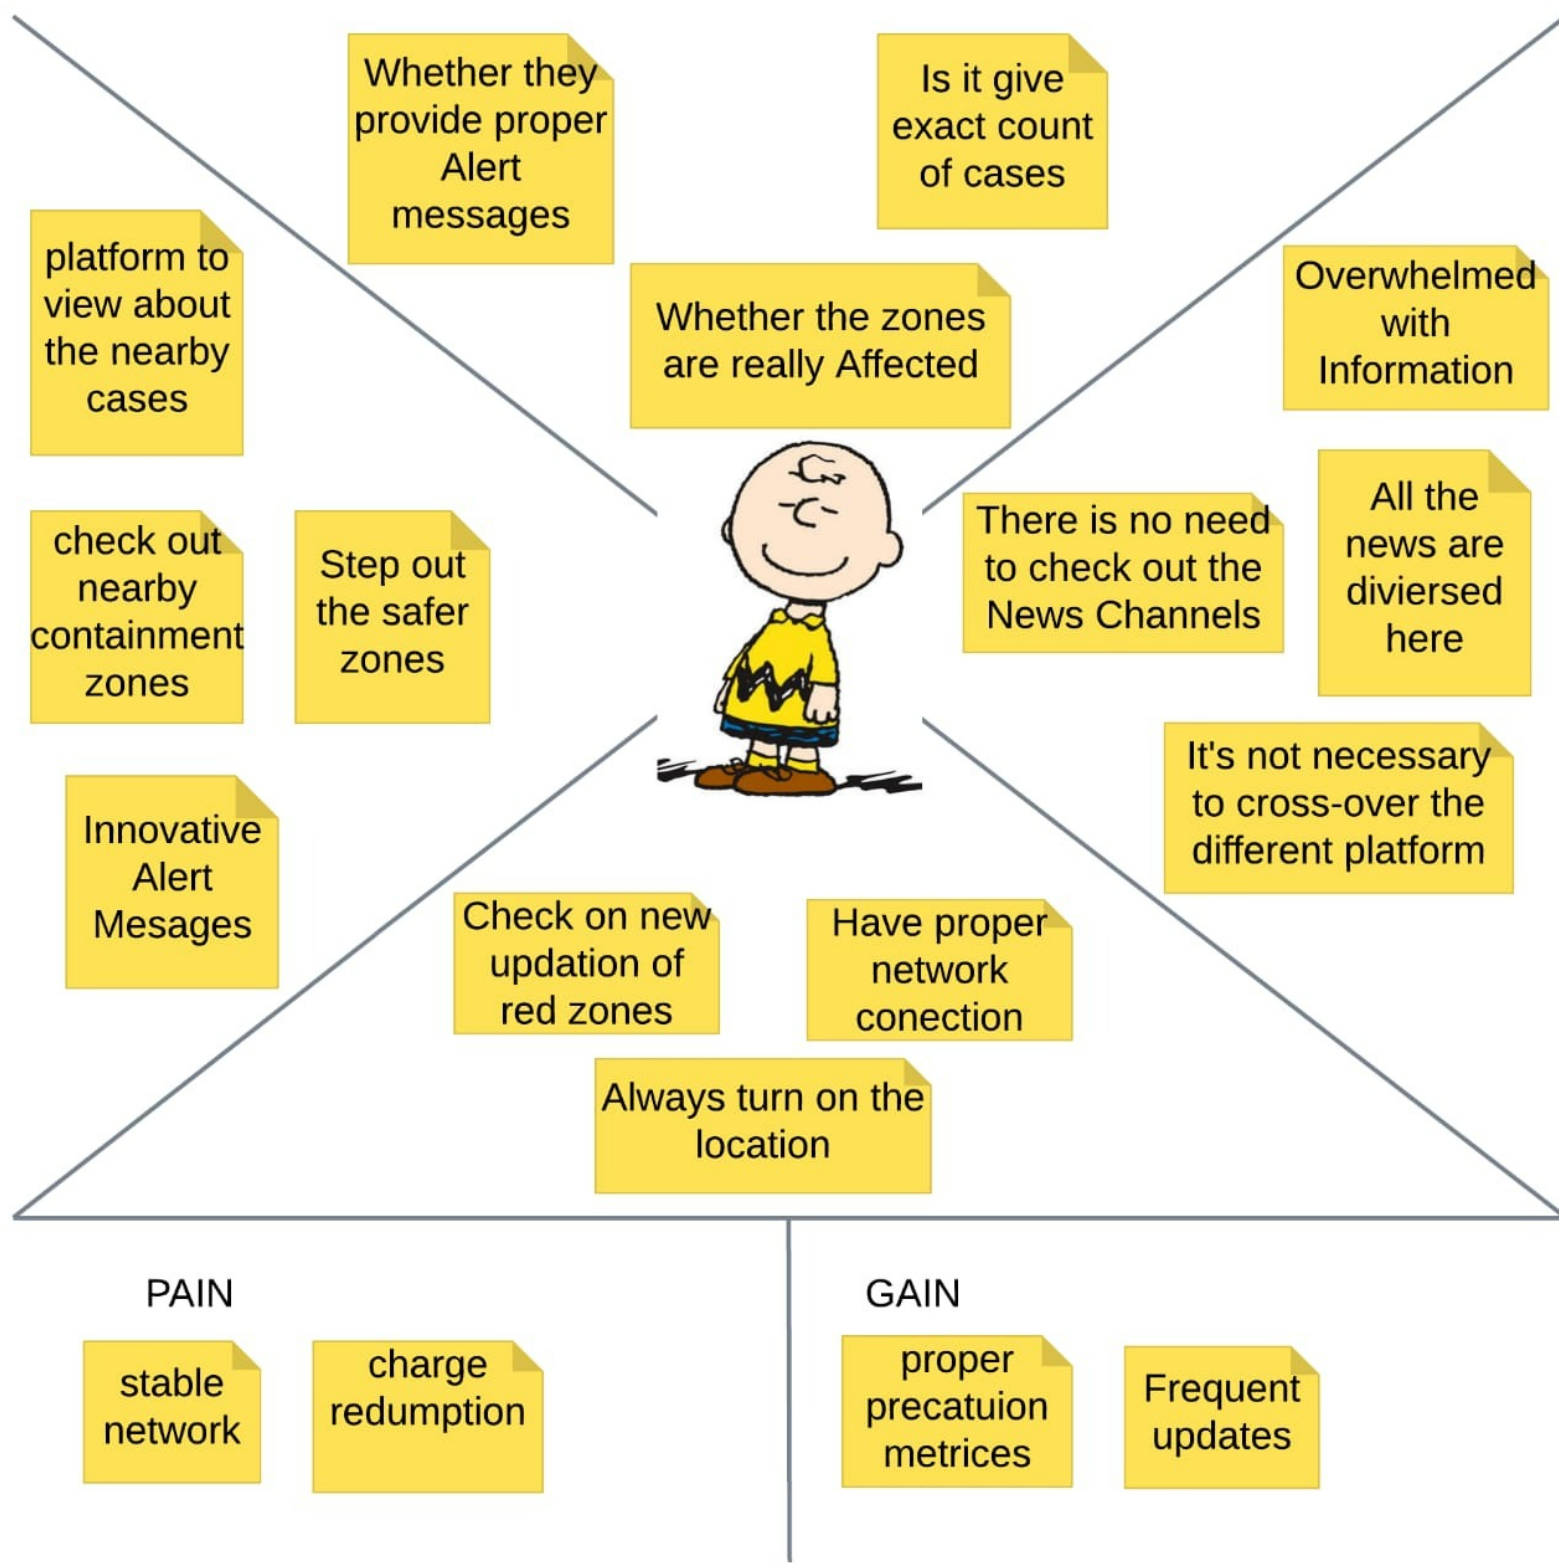 Whether they
provide proper
Alert
messages
Is it give
exact count
of cases
Whether the zones
are really Affected
platform to
view about
the nearby
cases
check out
nearby
containment
zones
Step out
the safer
zones
Innovative
Alert
Mesages
Overwhelmed
with
Information
There is no need
to check out the
News Channels
All the
news are
diviersed
here
It's not necessary
to cross-over the
different platform
Check on new
updation of
red zones
Have proper
network
conection
Always turn on the
location
PAIN
stable
network
charge
redumption
GAIN
proper
precatuion
metrices
Frequent
updates